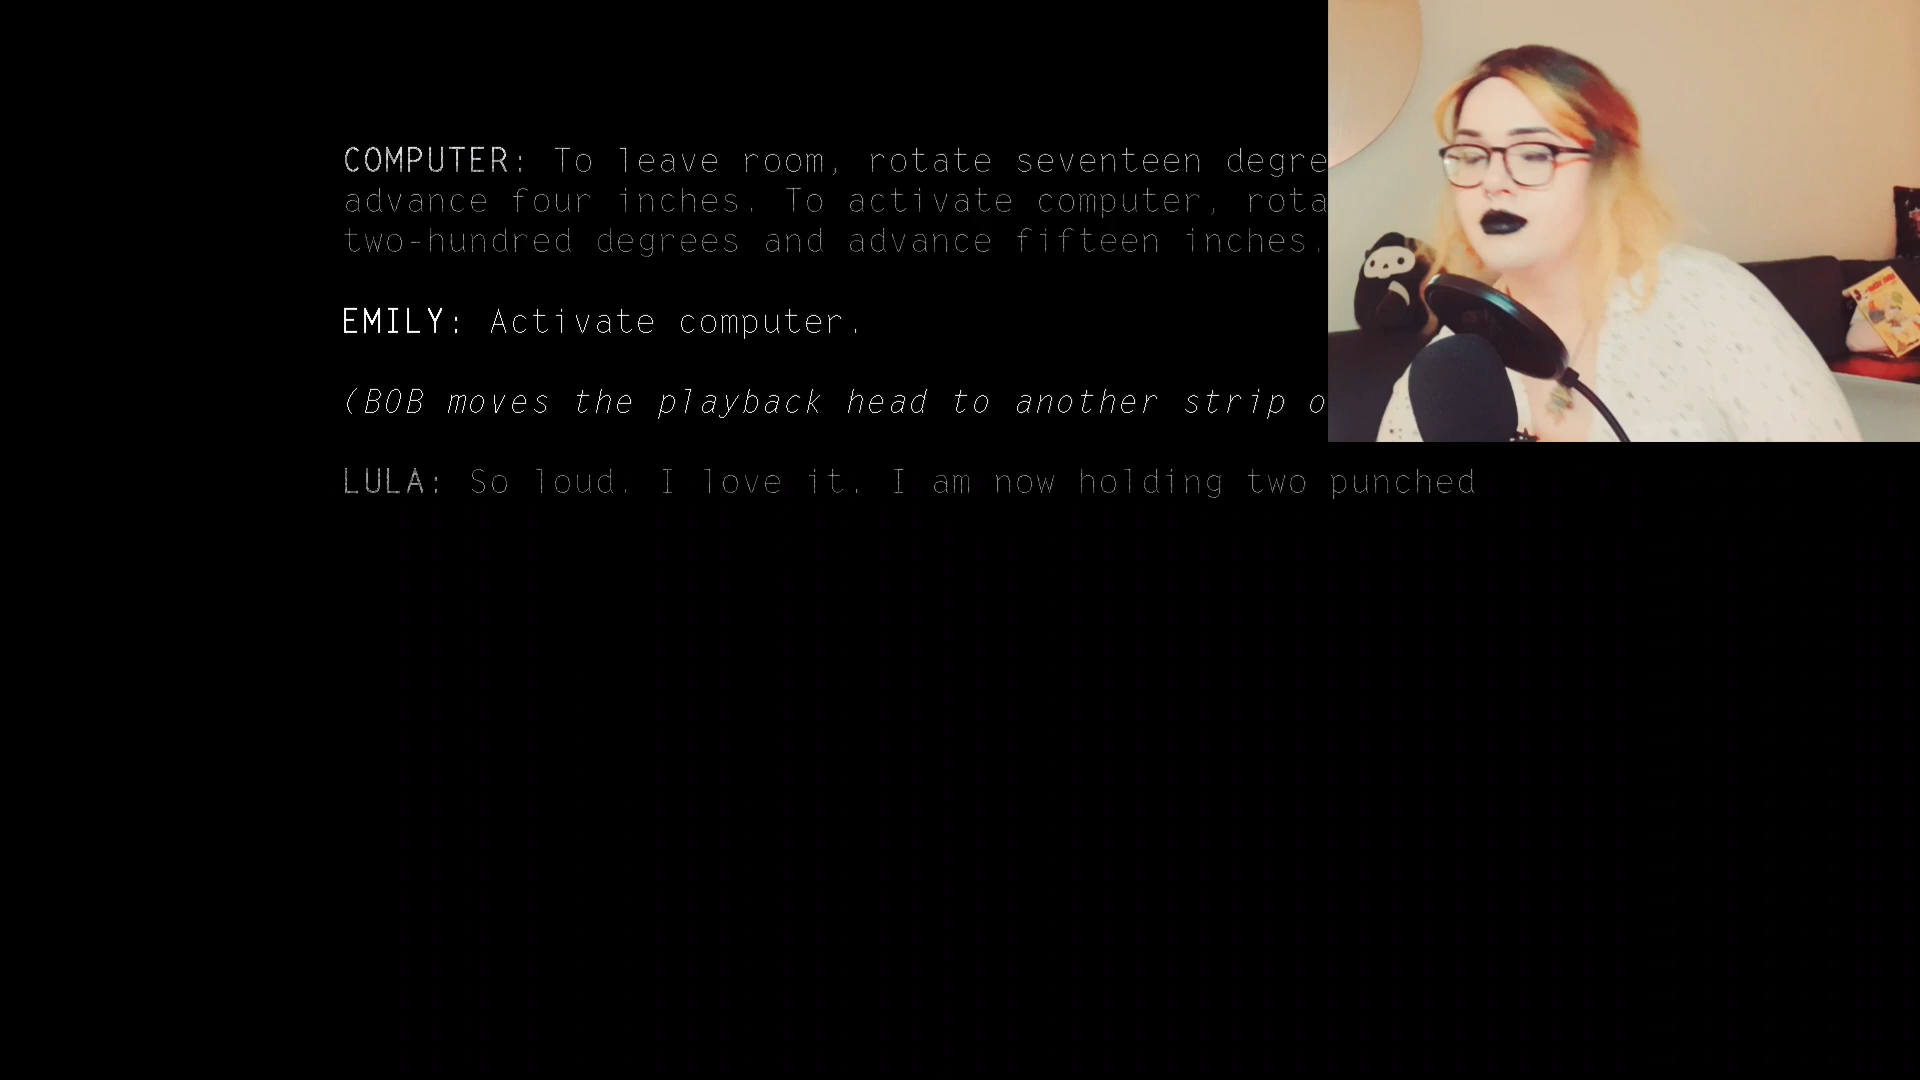 COMPUTER: To leave room, rotate seventeen degre
advance four inches. To activate computer, rota
two-hundred degrees and advance fifteen inches.
EMILY: Activate computer.
(BOB moves the playback head to another strip o
LULA: So loud. I love it. I am now holding two punched